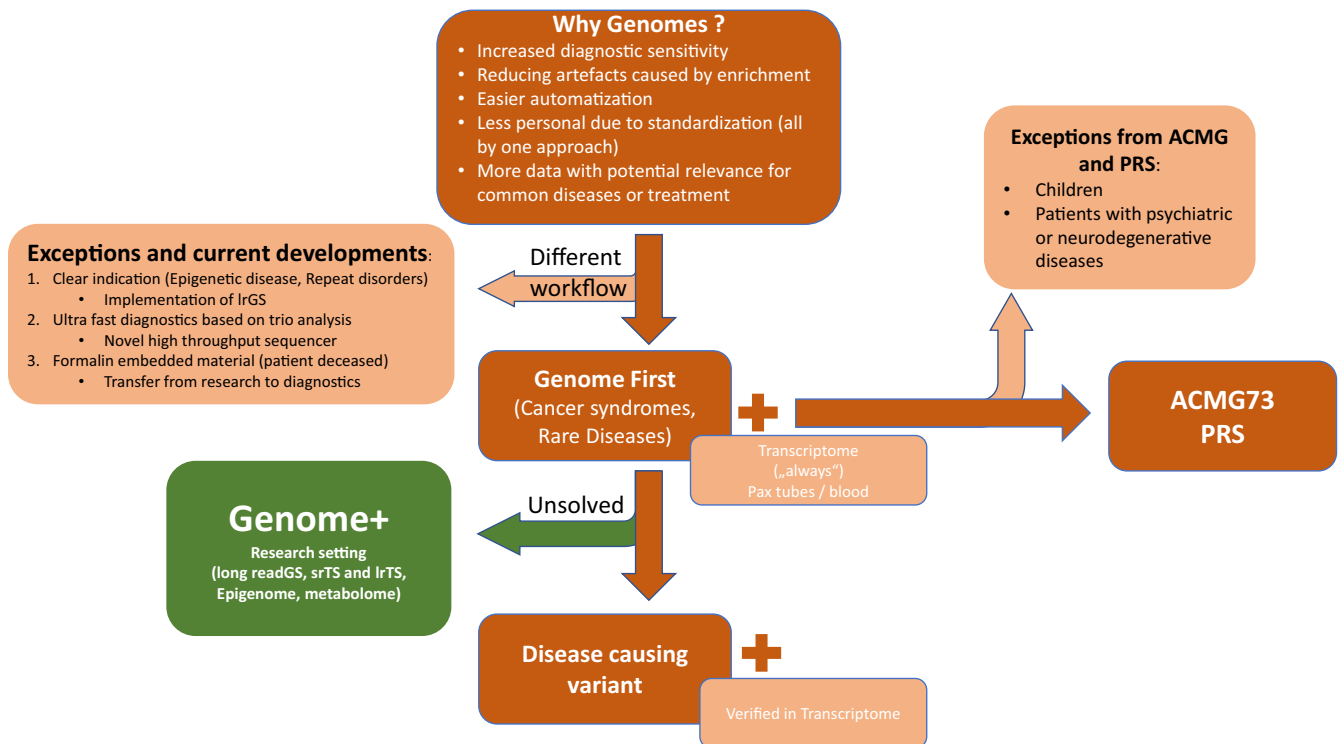 Why Genomes ?
• Increased diagnostic sensitivity
• Reducing artefacts caused by enrichment
• Easier automatization
• Less personal due to standardization (all
by one approach)
• More data with potential relevance for
common diseases or treatment
Exceptions from ACMG
and PRS:
• Children
• Patients with psychiatric
or neurodegenerative
diseases
Exceptions and current developments:
1. Clear indication (Epigenetic disease, Repeat disorders)
• Implementation of lrGS
2. Ultra fast diagnostics based on trio analysis
• Novel high throughput sequencer
3. Formalin embedded material (patient deceased)
• Transfer from research to diagnostics
Different
workflow
Genome First
(Cancer syndromes,
Rare Diseases)
Transcriptome
(„always“)
Pax tubes / blood
ACMG73
PRS
Genome+
Research setting
(long readGS, srTS and lrTS,
Epigenome, metabolome)
Unsolved
Disease causing
variant
Verified in Transcriptome